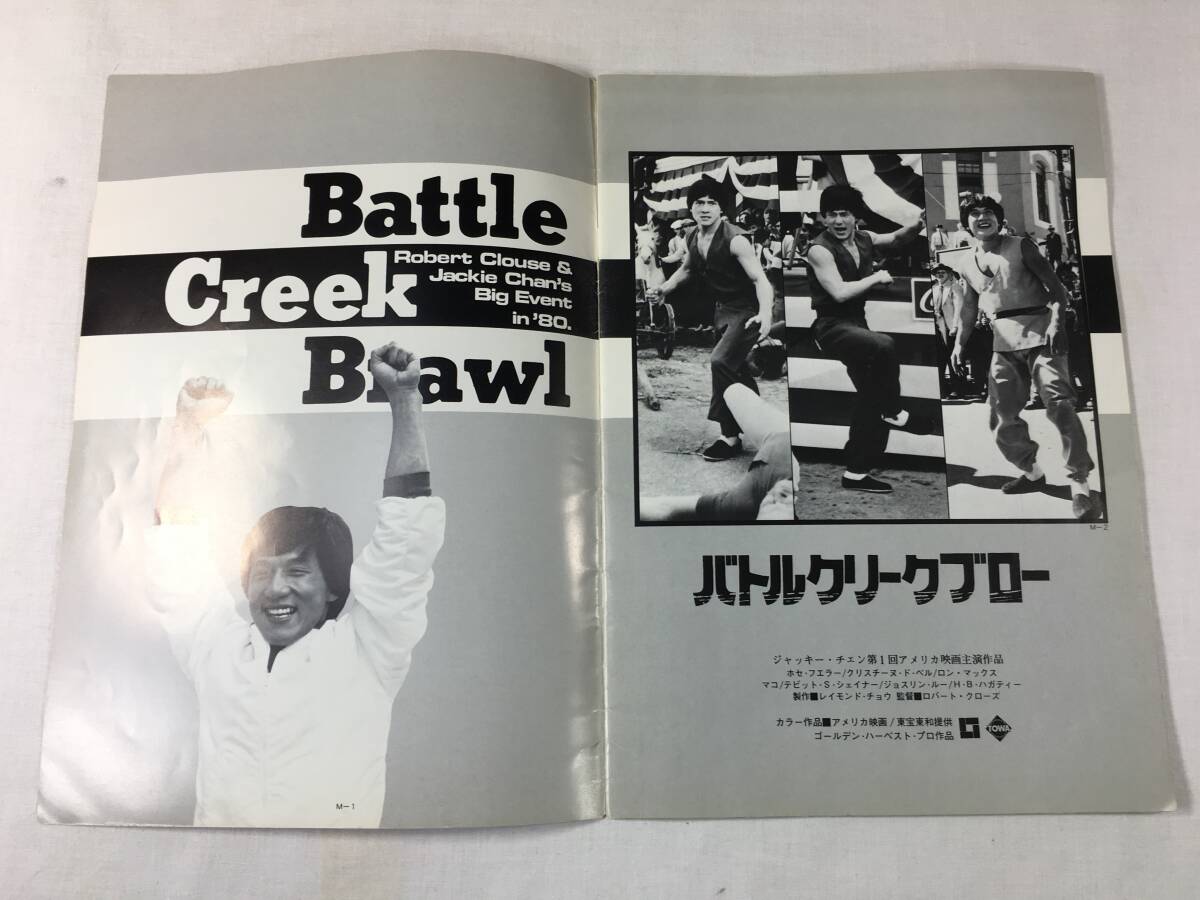 Battle
Creek
Brawl
Robert Clouse &
Jackie Chan's
Big Event
in '80.
M-1
M-2
バトルクリークブロー
ジャッキー・チェン第1回アメリカ映画主演作品
ホセ・フェラー/クリスチーヌ・ド・ベル/ロン・マックス
マコ/デビット・S・シェイナー/ジョスリン・ルー/H・B・ハガティー
製作■レイモンド・チョウ 監督■ロバート・クローズ
カラー作品■アメリカ映画/東宝東和提供
ゴールデン・ハーベスト・プロ作品
TOWA